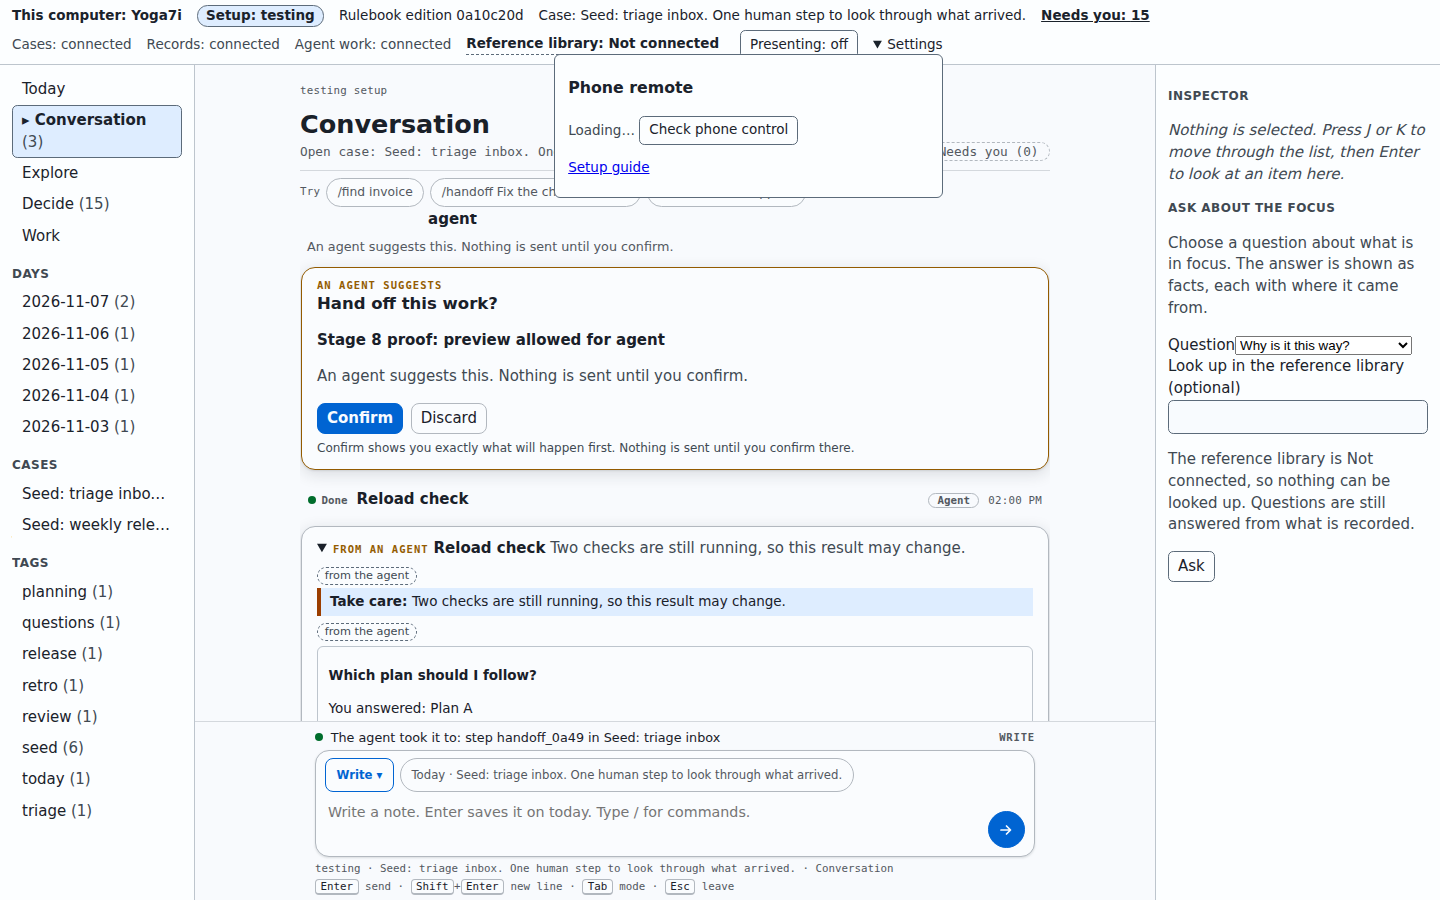 This computer: Yoga7i Setup: testing Rulebook edition 0a10c20d Case: Seed: triage inbox. One human step to look through what arrived. Needs you: 15
Cases: connected Records: connected Agent work: connected Reference library: Not connected Presenting: off ▼ Settings
Today
▸ Conversation
(3)
Explore
Decide (15)
Work
DAYS
2026-11-07 (2)
2026-11-06 (1)
2026-11-05 (1)
2026-11-04 (1)
2026-11-03 (1)
CASES
Seed: triage inbo...
Seed: weekly rele...
TAGS
planning (1)
questions (1)
release (1)
retro (1)
review (1)
seed (6)
today (1)
triage (1)
testing setup
Conversation
Open case: Seed: triage inbox. On
Needs you (0)
Phone remote
Loading... Check phone control
Setup guide
Try /find invoice /handoff Fix the ch
agent
An agent suggests this. Nothing is sent until you confirm.
AN AGENT SUGGESTS
Hand off this work?
Stage 8 proof: preview allowed for agent
An agent suggests this. Nothing is sent until you confirm.
Confirm Discard
Confirm shows you exactly what will happen first. Nothing is sent until you confirm there.
Done Reload check Agent 02:00 PM
▼ FROM AN AGENT Reload check Two checks are still running, so this result may change.
from the agent
Take care: Two checks are still running, so this result may change.
from the agent
Which plan should I follow?
You answered: Plan A
The agent took it to: step handoff_0a49 in Seed: triage inbox WRITE
Write ▾ Today · Seed: triage inbox. One human step to look through what arrived.
Write a note. Enter saves it on today. Type / for commands.
→
testing · Seed: triage inbox. One human step to look through what arrived. · Conversation
Enter send · Shift+Enter new line · Tab mode · Esc leave
INSPECTOR
Nothing is selected. Press J or K to
move through the list, then Enter
to look at an item here.
ASK ABOUT THE FOCUS
Choose a question about what is
in focus. The answer is shown as
facts, each with where it came
from.
Question Why is it this way?
Look up in the reference library
(optional)
The reference library is Not
connected, so nothing can be
looked up. Questions are still
answered from what is recorded.
Ask